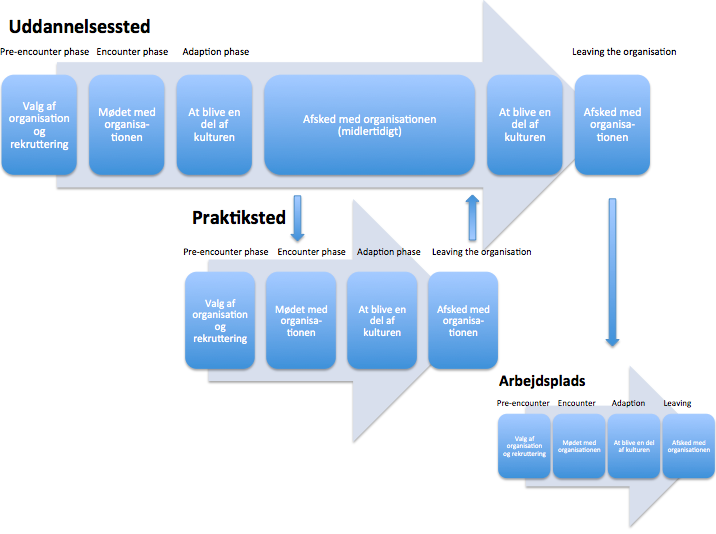 Uddannelsessted
Pre-encounter phase
Encounter phase
Adaption phase
Leaving the organisation
Valg af
organisation
og
rekruttering
Mødet med
organisa-
tionen
At blive en
del af
kulturen
Afsked med organisationen
(midlertidigt)
At blive en
del af
kulturen
Afsked med
organisa-
tionen
Praktiksted
Pre-encounter phase
Encounter phase
Adaption phase
Leaving the organisation
Valg af
organisation
og
rekruttering
Mødet med
organisa-
tionen
At blive en
del af
kulturen
Afsked med
organisa-
tionen
Arbejdsplads
Pre-encounter
Encounter
Adaption
Leaving
Valg af
organisation
og rekruttering
Mødet med
organisationen
At blive en del
af kulturen
Afsked med
organisationen